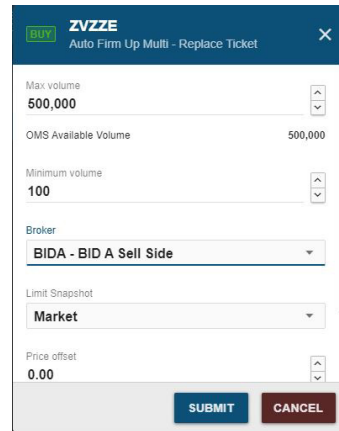 BUY
ZVZZE
Auto Firm Up Multi - Replace Ticket
Max volume
500,000
OMS Available Volume 500,000
Minimum volume
100
Broker
BIDA - BID A Sell Side
Limit Snapshot
Market
Price offset
0.00
SUBMIT CANCEL